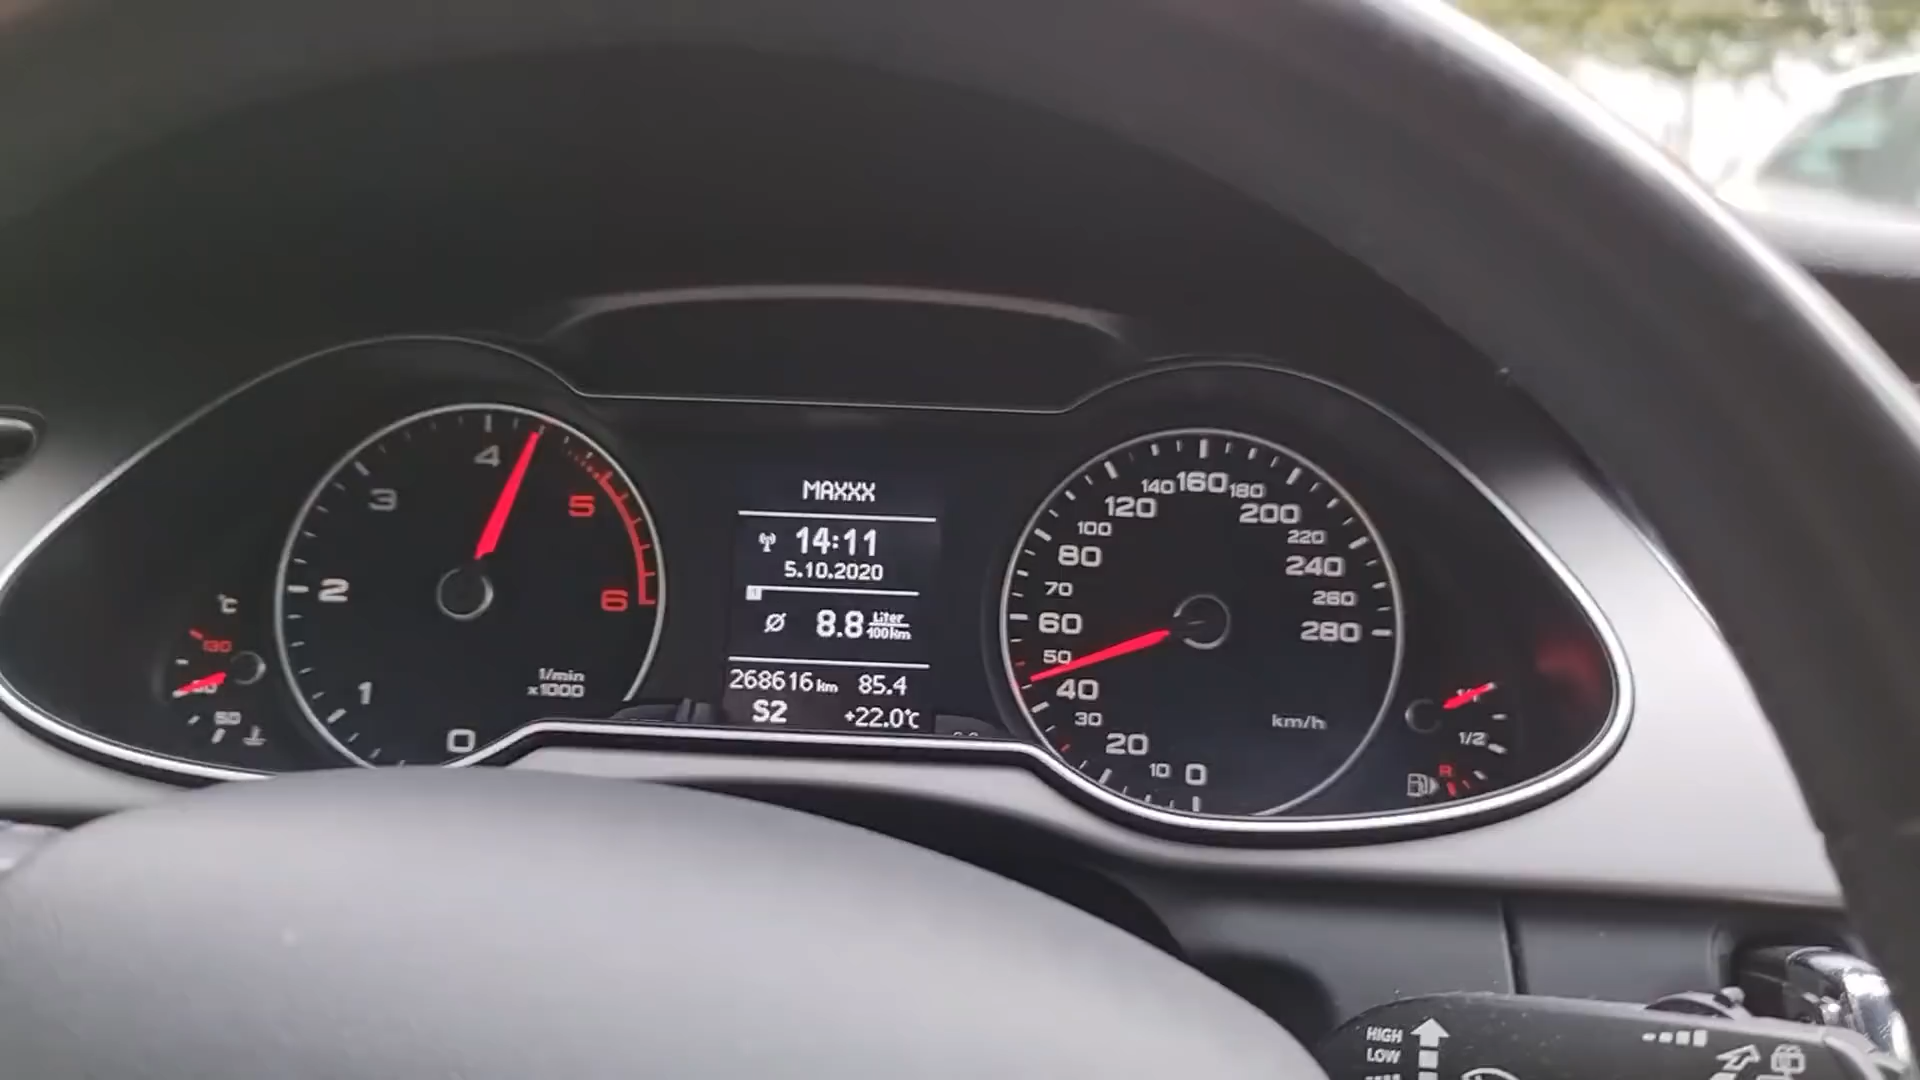 °C
130
50
0
1
2
3
4
5
6
1/min
x1000
MAXXX
14:11
5.10.2020
1
Ø 8.8 Liter
100km
268616 km 85.4
S2 +22.0°C
0
10
20
30
40
50
60
70
80
100
120
140
160
180
200
220
240
260
280
km/h
1/2
R
HIGH
LOW